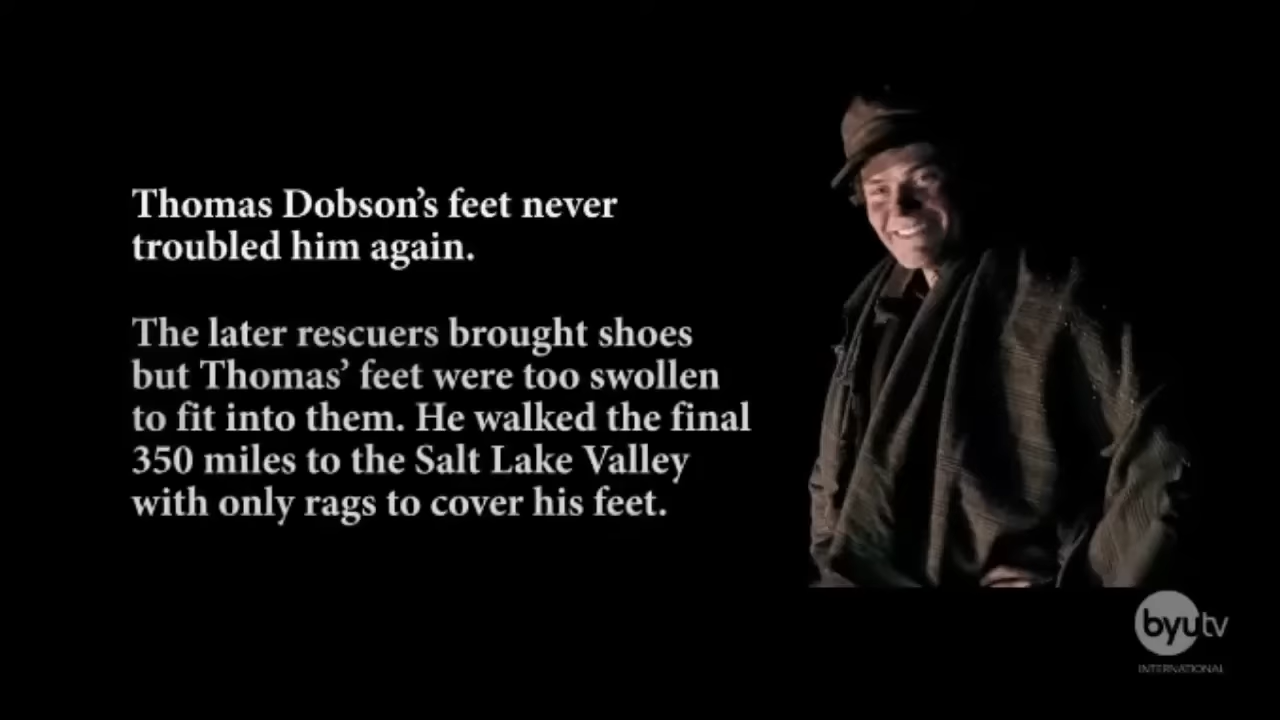 Thomas Dobson’s feet never
troubled him again.
The later rescuers brought shoes
but Thomas’ feet were too swollen
to fit into them. He walked the final
350 miles to the Salt Lake Valley
with only rags to cover his feet.
byutv
INTERNATIONAL